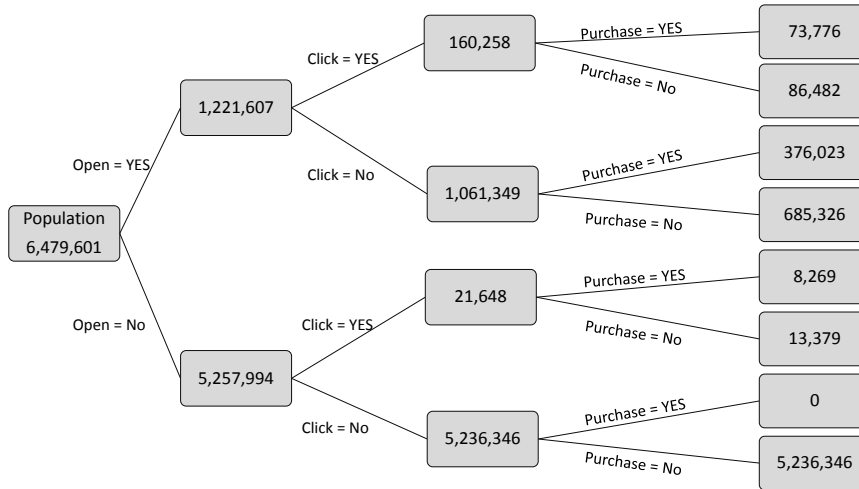 Population
6,479,601
Open = YES
Open = No
1,221,607
5,257,994
Click = YES
Click = No
Click = YES
Click = No
160,258
1,061,349
21,648
5,236,346
Purchase = YES
Purchase = No
Purchase = YES
Purchase = No
Purchase = YES
Purchase = No
Purchase = YES
Purchase = No
73,776
86,482
376,023
685,326
8,269
13,379
0
5,236,346